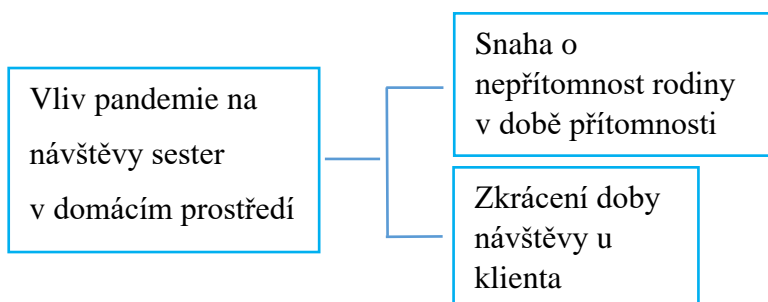 Vliv pandemie na
návštěvy sester
v domácím prostředí
Snaha o
nepřítomnost rodiny
v době přítomnosti
Zkrácení doby
návštěvy u
klienta